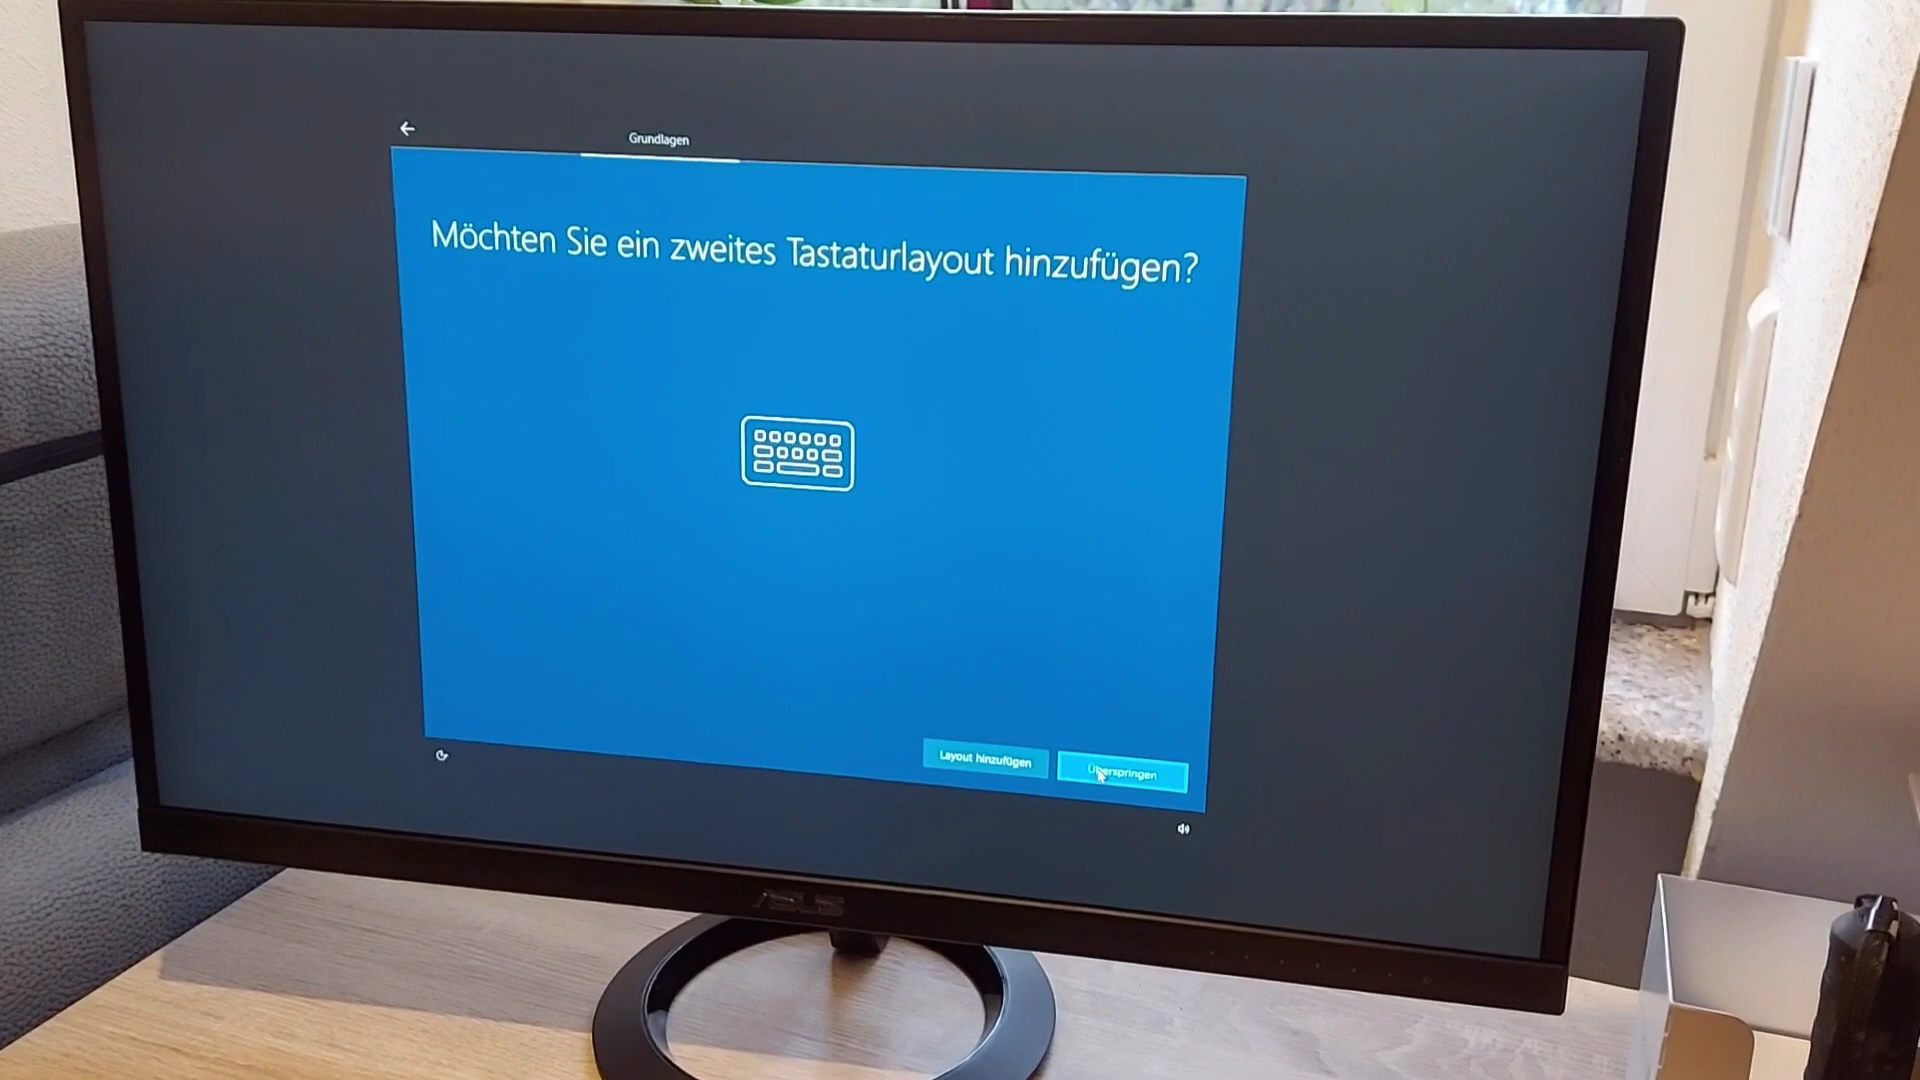 Grundlagen
Möchten Sie ein zweites Tastaturlayout hinzufügen?
Layout hinzufügen
Überspringen
ASUS